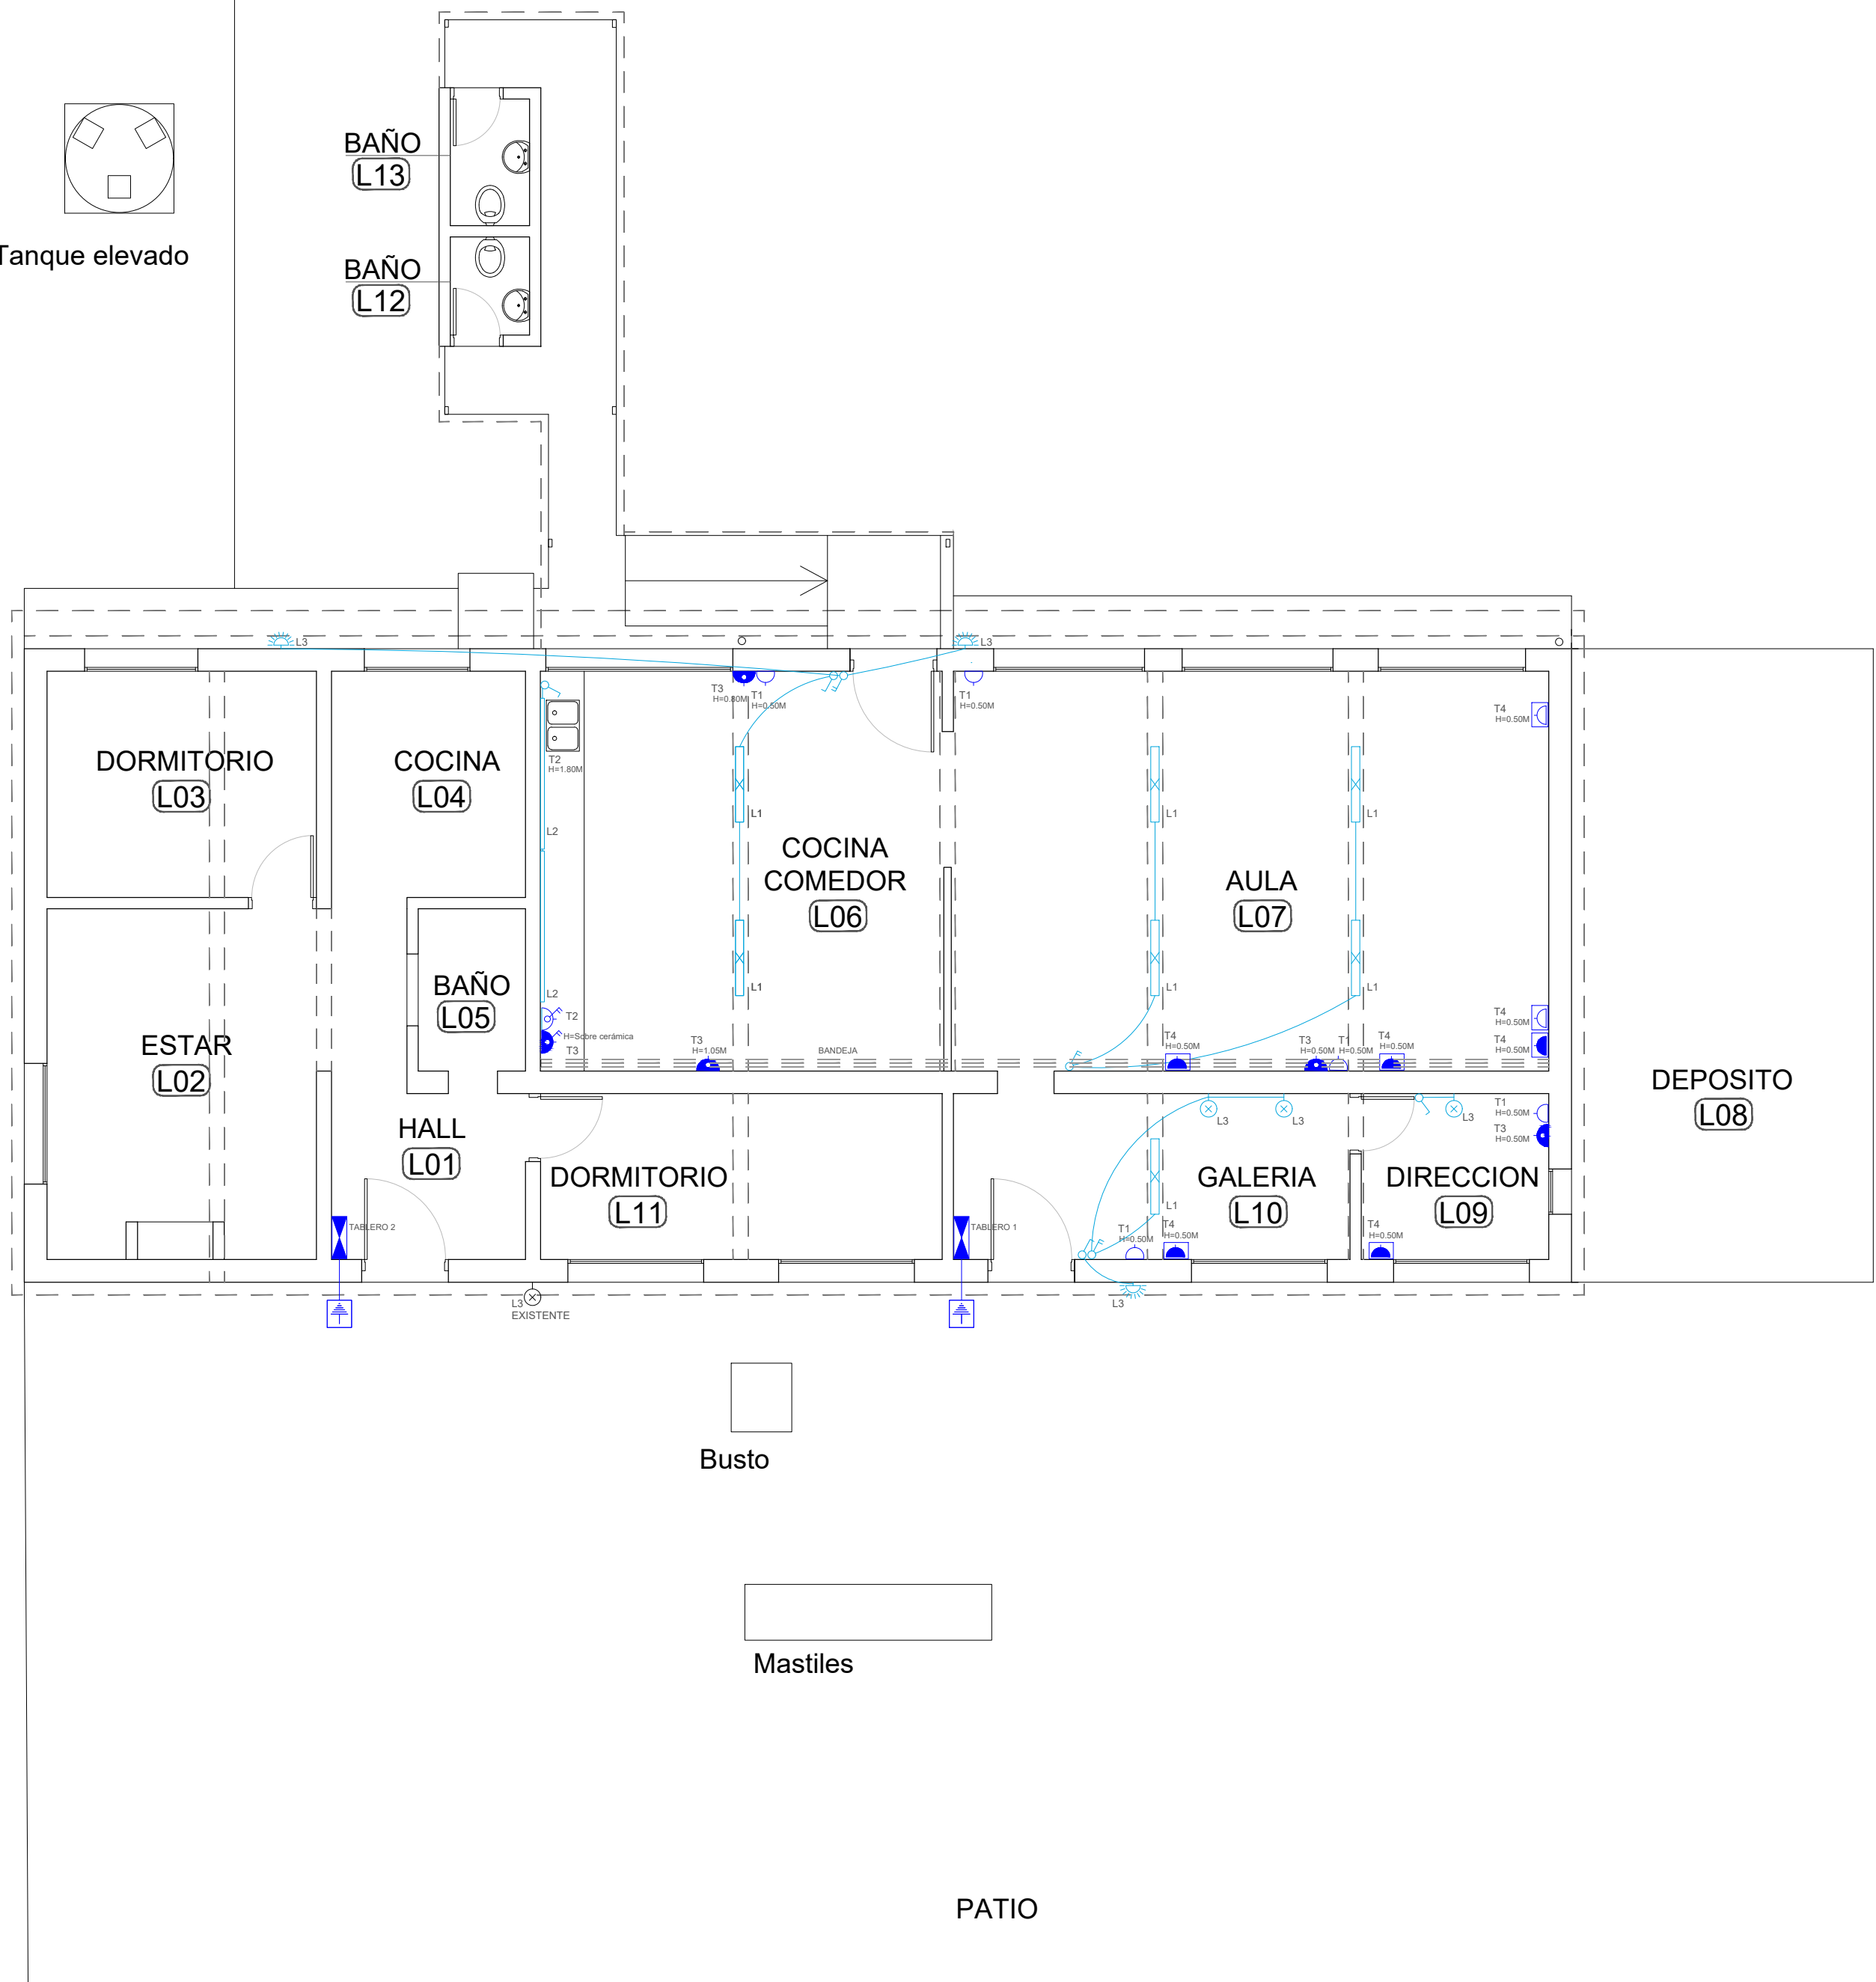 BAÑO
L13
Tanque elevado
BAÑO
L12
L3
L3
T3
H=0.80M
T1
H=0.50M
T1
H=0.50M
T4
H=0.50M
DORMITORIO
L03
COCINA
L04
T2
H=1.80M
L1
L1
L1
L2
COCINA
COMEDOR
L06
AULA
L07
BAÑO
L05
L2
L1
L1
L1
T2
H=Sobre cerámica
T3
T4
H=0.50M
T4
H=0.50M
ESTAR
L02
T3
H=1.05M
BANDEJA
T4
H=0.50M
T3
H=0.50M
T1
H=0.50M
T4
H=0.50M
DEPOSITO
L08
HALL
L01
L3
L3
L3
T1
H=0.50M
T3
H=0.50M
DORMITORIO
L11
GALERIA
L10
DIRECCION
L09
L1
TABLERO 2
TABLERO 1
T1
H=0.50M
T4
H=0.50M
T4
H=0.50M
L3
EXISTENTE
L3
Busto
Mastiles
PATIO